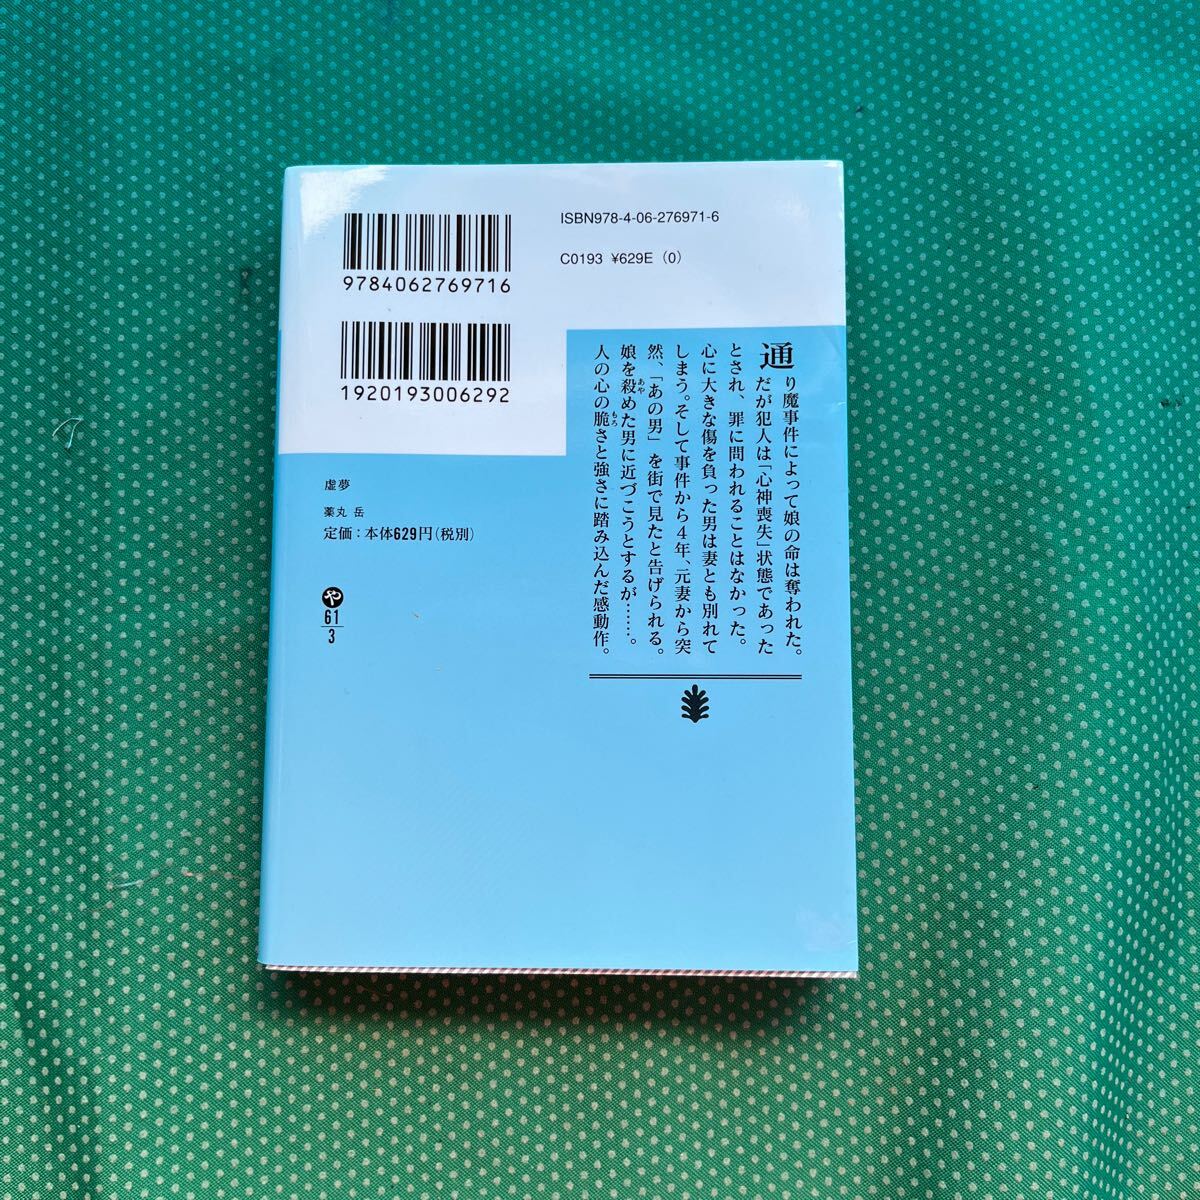 ISBN978-4-06-276971-6
C0193 ¥629E (0)
9784062769716
1920193006292
通り魔事件によって娘の命は奪われた。
だが犯人は「心神喪失」状態であった
とされ、罪に問われることはなかった。
心に大きな傷を負った男は妻とも別れて
しまう。そして事件から4年、元妻から突
然、「あの男」を街で見たと告げられる。
娘を殺めた男に近づこうとするが……。
あや
人の心の脆さと強さに踏み込んだ感動作。
もろ
虚夢
薬丸 岳
定価:本体629円(税別)
や
61
3